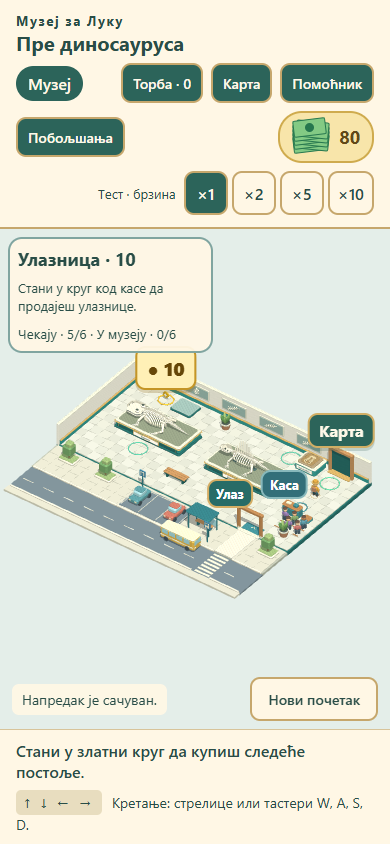 Музеј за Луку
Пре диносауруса
Музеј
Торба · 0
Карта
Помоћник
Побољшања
80
Тест · брзина
×1
×2
×5
×10
Улазница · 10
Стани у круг код касе да
продајеш улазнице.
Чекају · 5/6 · У музеју · 0/6
● 10
Карта
Каса
Улаз
Напредак је сачуван.
Нови почетак
Стани у златни круг да купиш следеће
постоље.
↑ ↓ ← → Кретање: стрелице или тастери W, A, S,
D.